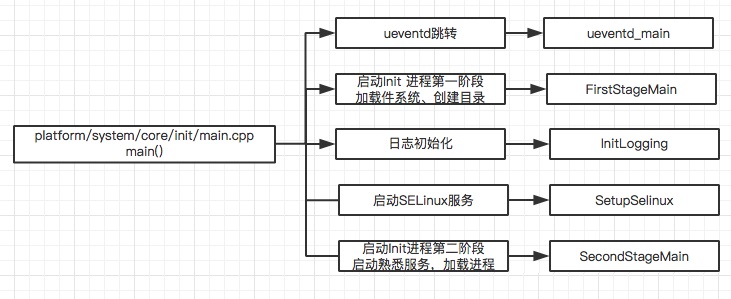 ueventd跳转
ueventd_main
启动Init 进程第一阶段
加载件系统、创建目录
FirstStageMain
platform/system/core/init/main.cpp
main()
日志初始化
InitLogging
启动SELinux服务
SetupSelinux
启动Init进程第二阶段
启动熟悉服务，加载进程
SecondStageMain